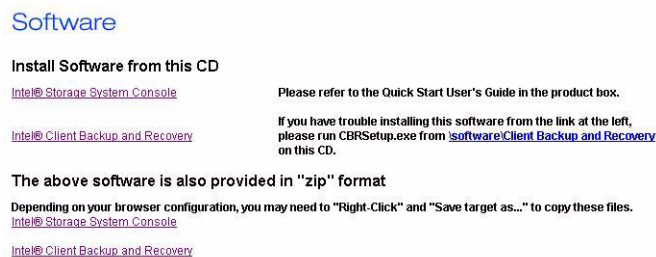 Software
Install Software from this CD
Intel® Storage System Console
Please refer to the Quick Start User's Guide in the product box.
Intel® Client Backup and Recovery
If you have trouble installing this software from the link at the left,
please run CBRSetup.exe from \software\Client Backup and Recovery
on this CD.
The above software is also provided in "zip" format
Depending on your browser configuration, you may need to "Right-Click" and "Save target as..." to copy these files.
Intel® Storage System Console
Intel® Client Backup and Recovery